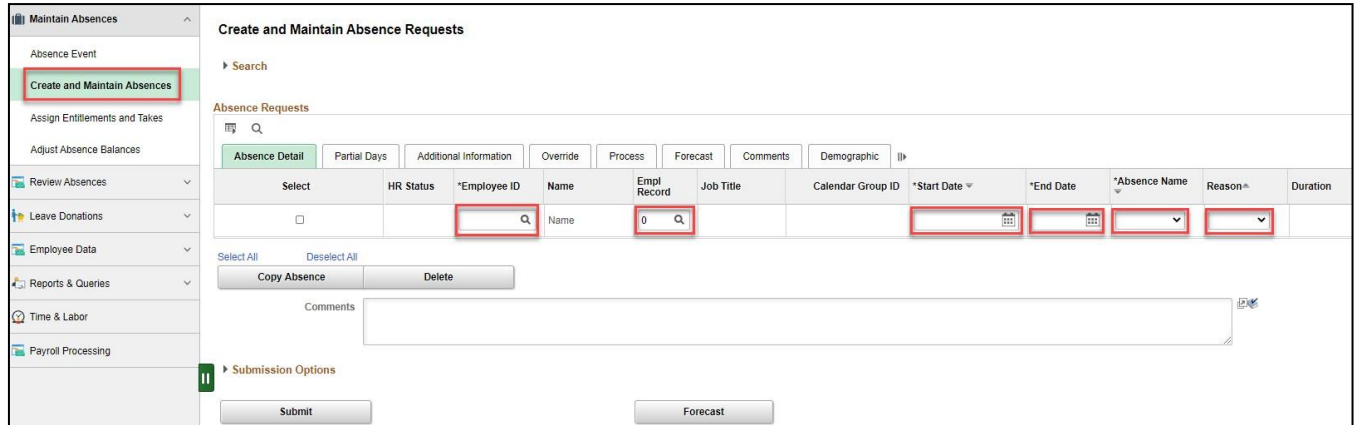 Maintain Absences
Absence Event
Create and Maintain Absences
Assign Entitlements and Takes
Adjust Absence Balances
Review Absences
Leave Donations
Employee Data
Reports & Queries
Time & Labor
Payroll Processing
Create and Maintain Absence Requests
Search
Absence Requests
Absence Detail Partial Days Additional Information Override Process Forecast Comments Demographic
Select HR Status *Employee ID Name Empl Record Job Title Calendar Group ID *Start Date *End Date *Absence Name Reason Duration
Name 0
Select All Deselect All
Copy Absence Delete
Comments
Submission Options
Submit Forecast